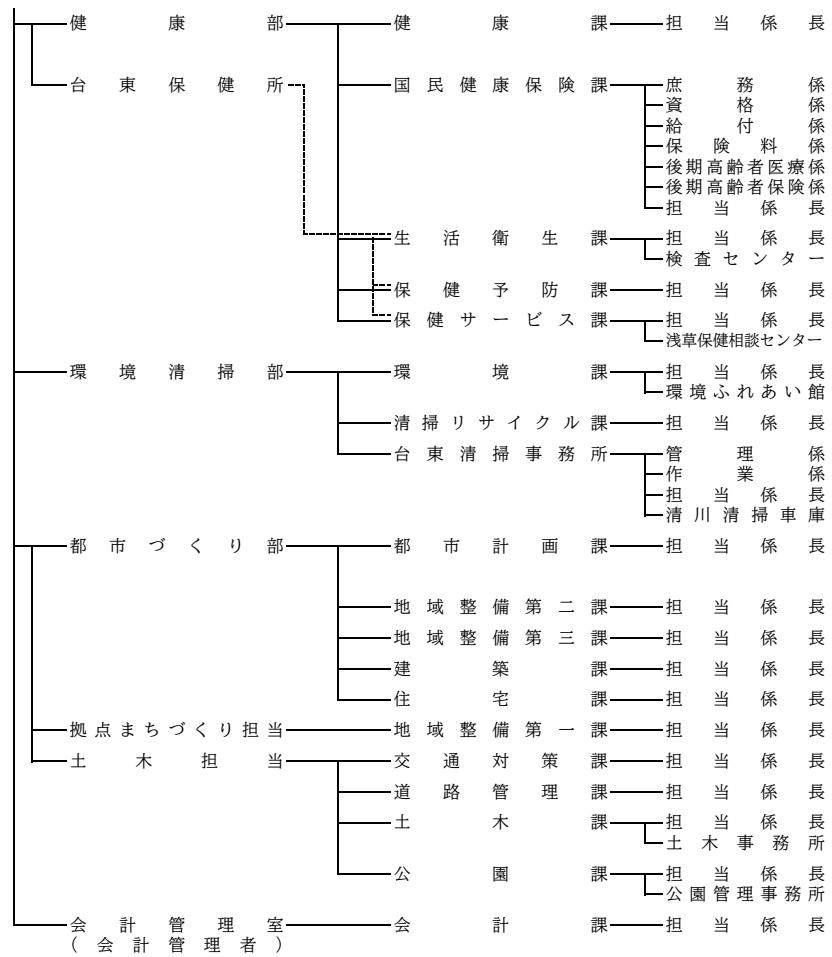 健康部 健康課 担当係長
台東保健所 国民健康保険課 庶務係
資格係
給付係
保険料係
後期高齢者医療係
後期高齢者保険係
担当係長
生活衛生課 担当係長
検査センター
保健予防課 担当係長
保健サービス課 担当係長
浅草保健相談センター
環境清掃部 環境課 担当係長
環境ふれあい館
清掃リサイクル課 担当係長
台東清掃事務所 管理係
作業係
担当係長
清川清掃車庫
都市づくり部 都市計画課 担当係長
地域整備第二課 担当係長
地域整備第三課 担当係長
建築課 担当係長
住宅課 担当係長
拠点まちづくり担当 地域整備第一課 担当係長
土木担当 交通対策課 担当係長
道路管理課 担当係長
土木課 担当係長
土木事務所
公園課 担当係長
公園管理事務所
会計管理室 会計課 担当係長
(会計管理者)